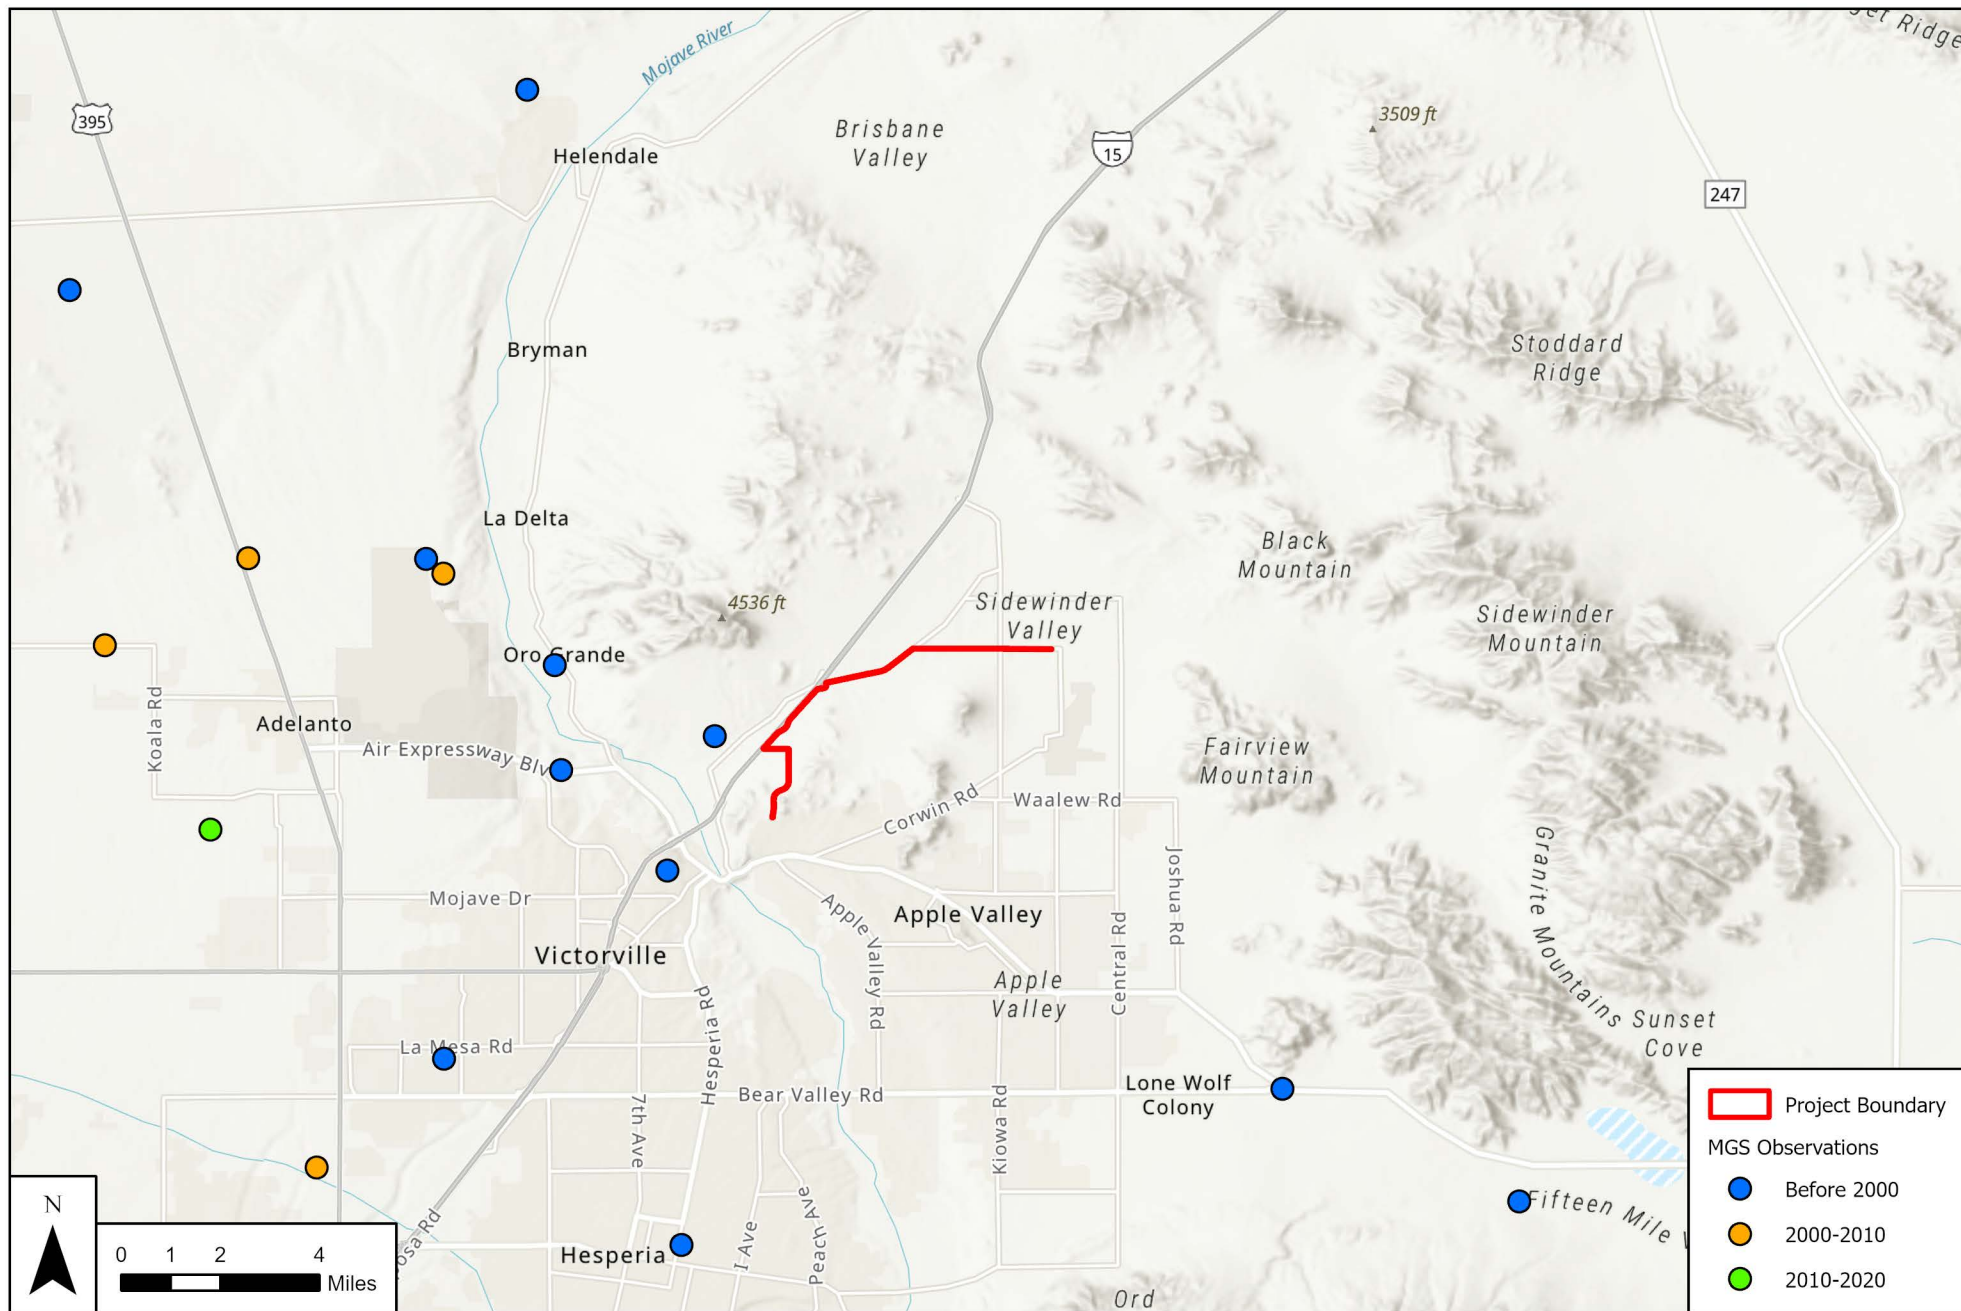 get Ridge
Mojave River
395
3509 ft
Brisbane
Valley
15
Helendale
247
Stoddard
Ridge
Bryman
La Delta
Black
Mountain
4536 ft
Sidewinder
Valley
Sidewinder
Mountain
Oro Grande
Koala Rd
Adelanto
Air Expressway Blv
Fairview
Mountain
Waalew Rd
Corwin Rd
Granite Mountains
Joshua Rd
Mojave Dr
Apple Valley Rd
Apple Valley
Central Rd
Victorville
Apple
Valley
Hesperia Rd
Sunset
Cove
La Mesa Rd
Bear Valley Rd
Lone Wolf
Colony
7th Ave
Kiowa Rd
Fifteen Mile V
Peach Ave
I Ave
osa Rd
Hesperia
Ord
N
0 1 2 4
Miles
Project Boundary
MGS Observations
Before 2000
2000-2010
2010-2020